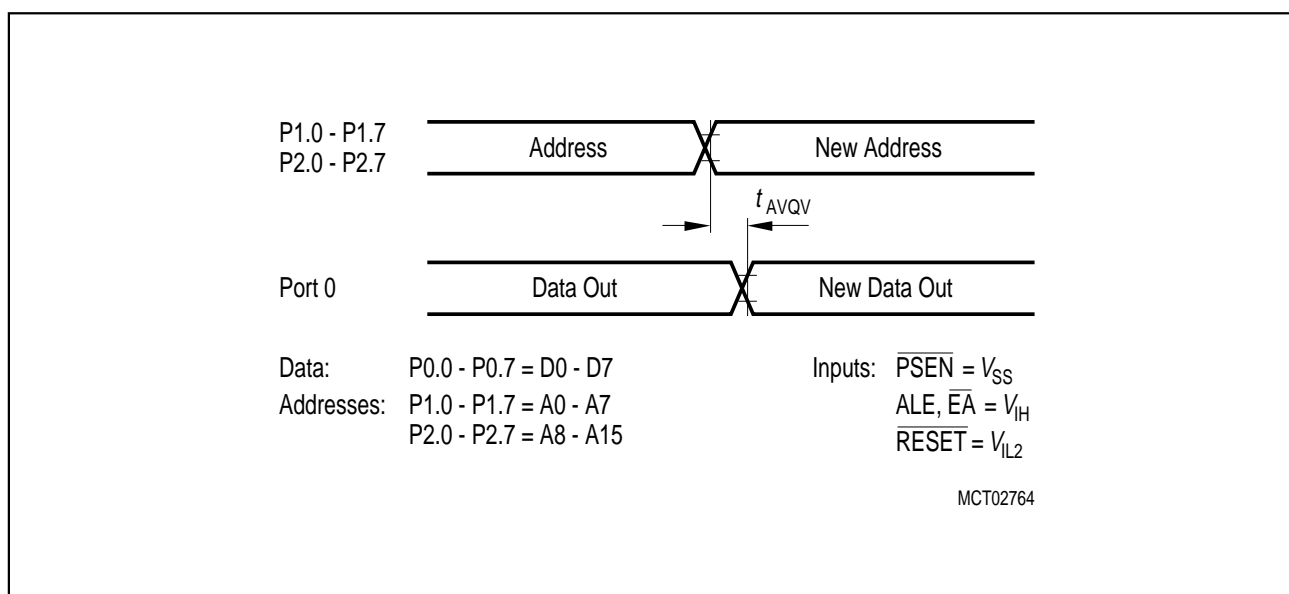 P1.0 - P1.7
P2.0 - P2.7
Address
New Address
t AVQV
Port 0
Data Out
New Data Out
Data: P0.0 - P0.7 = D0 - D7
Addresses: P1.0 - P1.7 = A0 - A7
P2.0 - P2.7 = A8 - A15
Inputs: PSEN = VSS
ALE, EA = VIH
RESET = VIL2
MCT02764